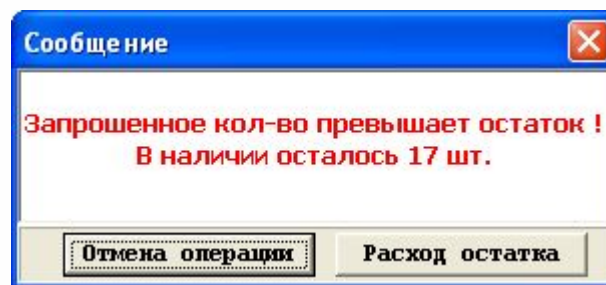 Сообщение
Запрошенное кол-во превышает остаток !
В наличии осталось 17 шт.
Отмена операции
Расход остатка